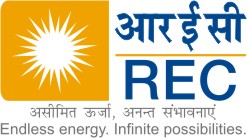 आर ई सी
REC
असीमित ऊर्जा, अनन्त संभावनाएं
Endless energy. Infinite possibilities.